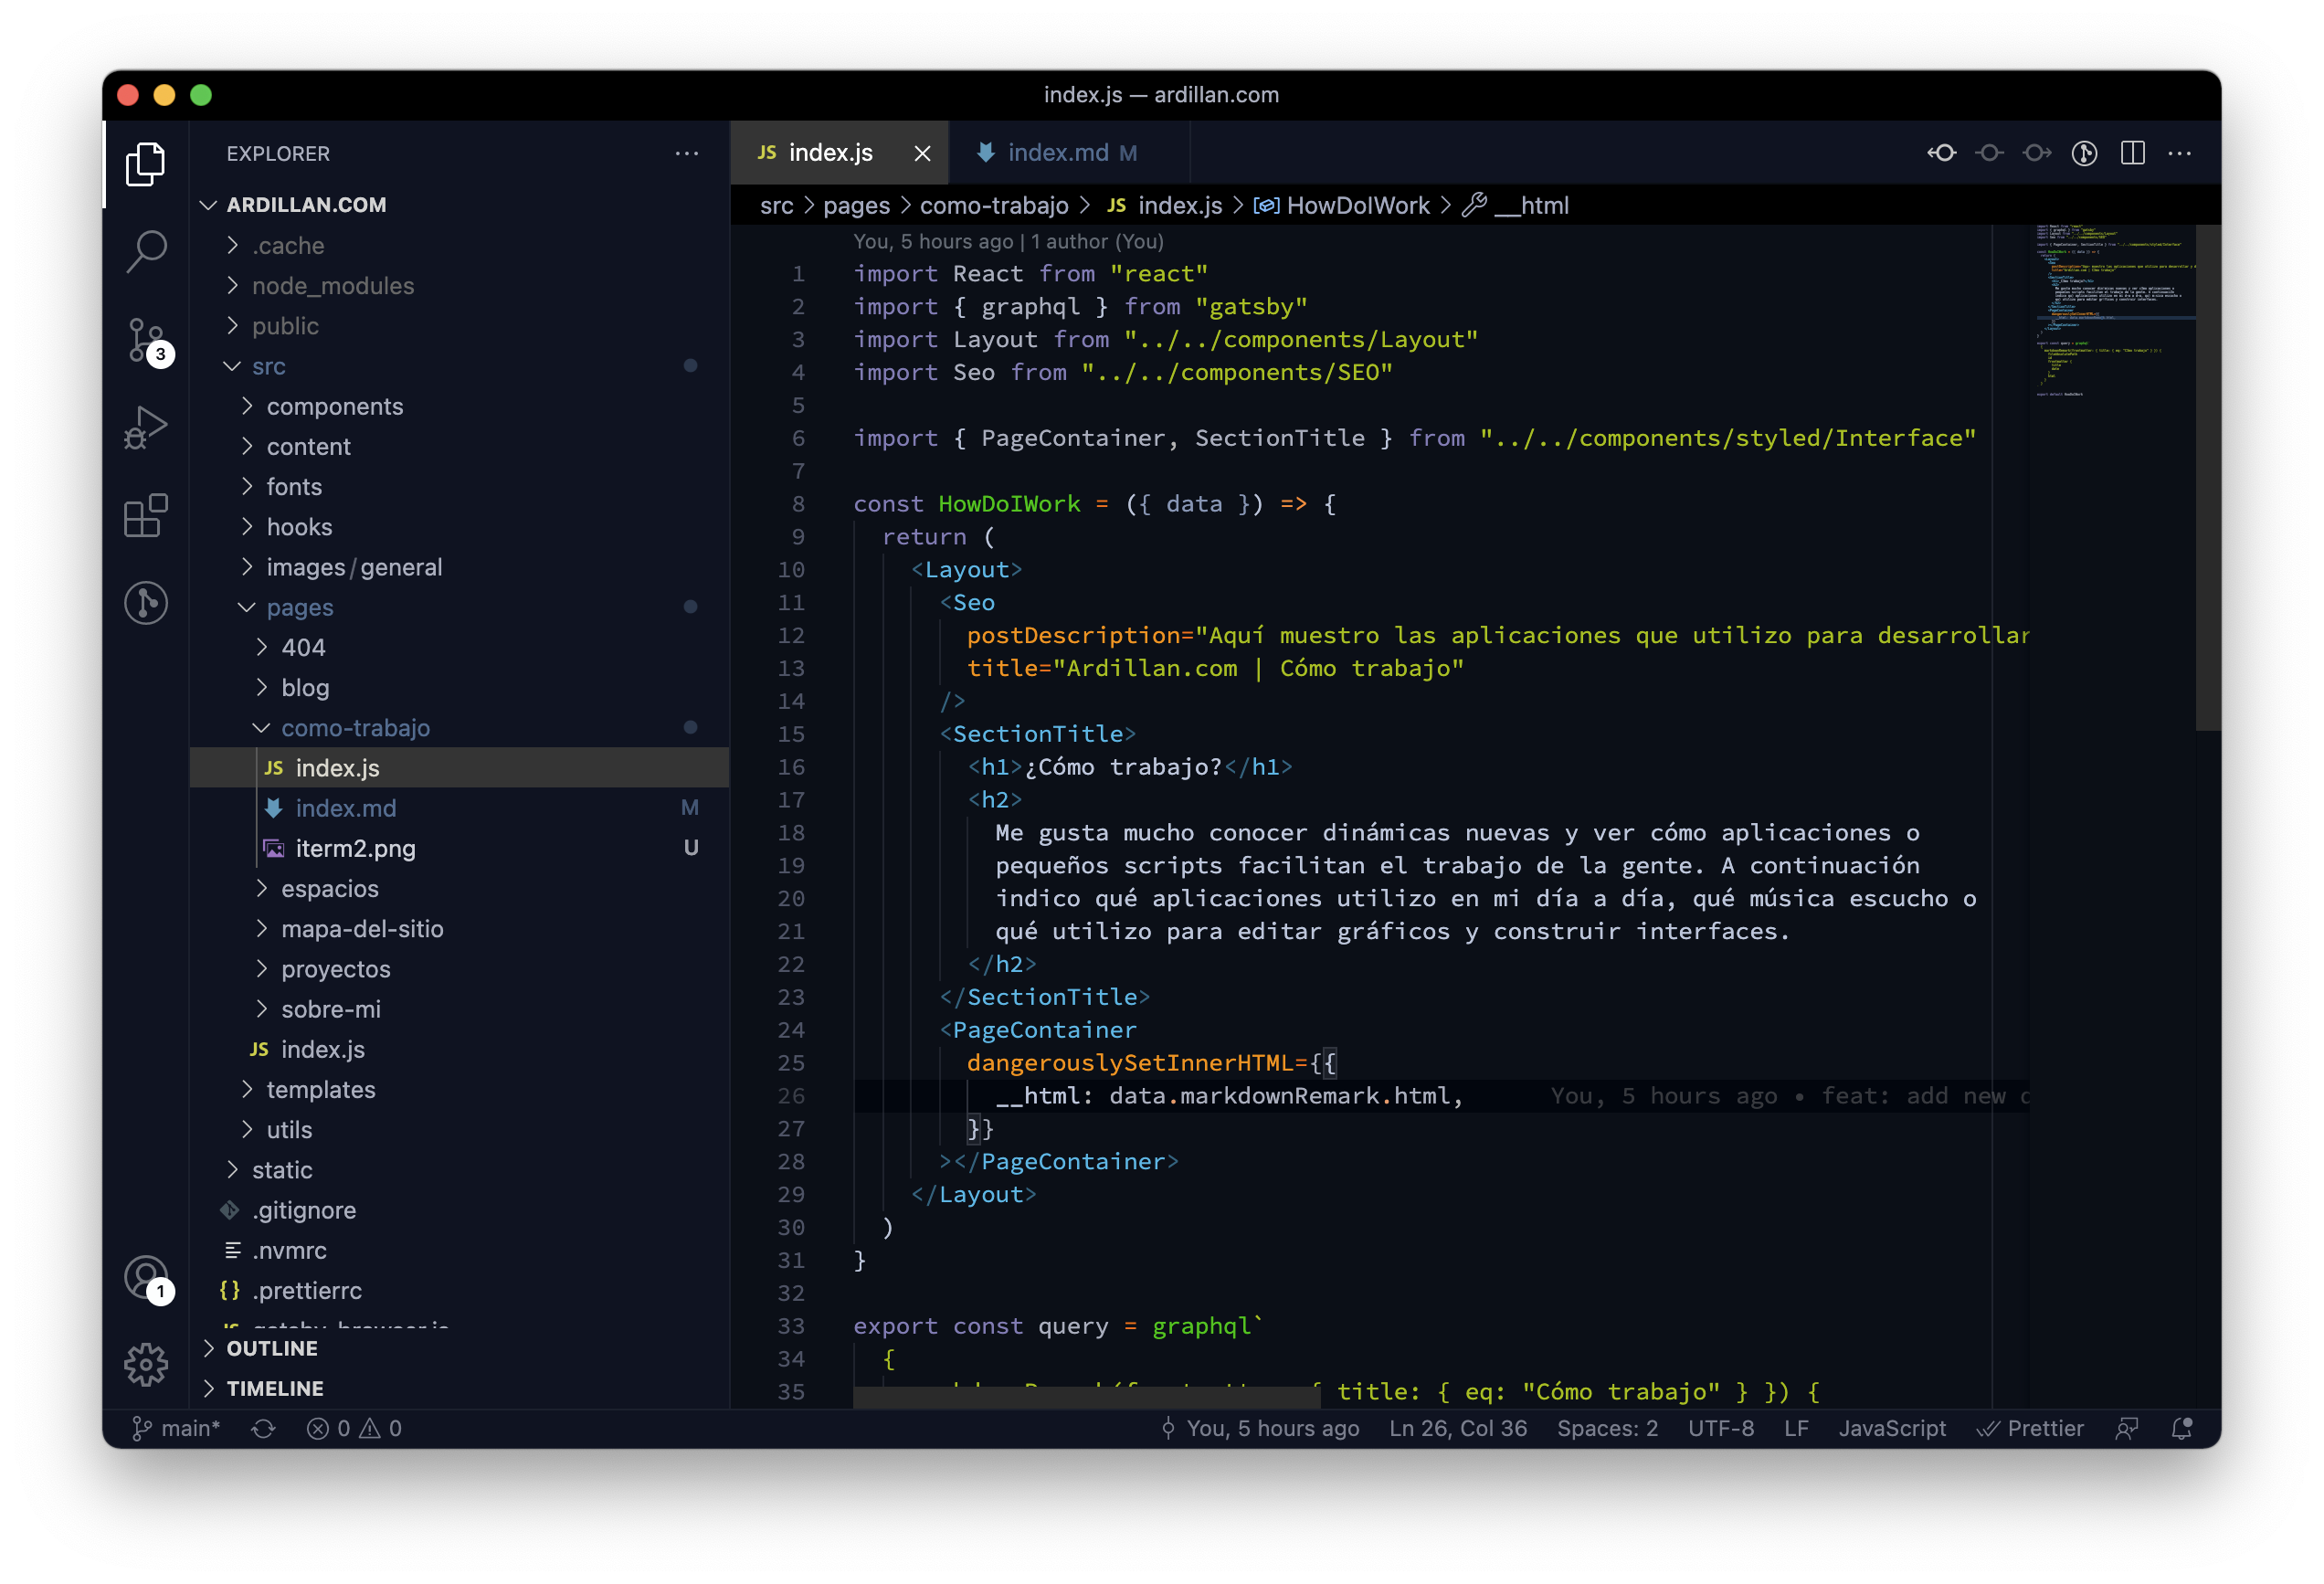 index.js — ardillan.com
EXPLORER
ARDILLAN.COM
.cache
node_modules
public
src
components
content
fonts
hooks
images/general
pages
404
blog
como-trabajo
JS index.js
index.md M
iterm2.png U
espacios
mapa-del-sitio
proyectos
sobre-mi
JS index.js
templates
utils
static
.gitignore
.nvmrc
{} .prettierrc
OUTLINE
TIMELINE
3
1
JS index.js
index.md M
src > pages > como-trabajo > JS index.js > HowDoIWork > __html
You, 5 hours ago | 1 author (You)
1 import React from "react"
2 import { graphql } from "gatsby"
3 import Layout from "../../components/Layout"
4 import Seo from "../../components/SEO"
5
6 import { PageContainer, SectionTitle } from "../../components/styled/Interface"
7
8 const HowDoIWork = ({ data }) => {
9 return (
10 <Layout>
11 <Seo
12 postDescription="Aquí muestro las aplicaciones que utilizo para desarrollar
13 title="Ardillan.com | Cómo trabajo"
14 />
15 <SectionTitle>
16 <h1>¿Cómo trabajo?</h1>
17 <h2>
18 Me gusta mucho conocer dinámicas nuevas y ver cómo aplicaciones o
19 pequeños scripts facilitan el trabajo de la gente. A continuación
20 indico qué aplicaciones utilizo en mi día a día, qué música escucho o
21 qué utilizo para editar gráficos y construir interfaces.
22 </h2>
23 </SectionTitle>
24 <PageContainer
25 dangerouslySetInnerHTML={{
26 __html: data.markdownRemark.html, You, 5 hours ago • feat: add new
27 }}
28 ></PageContainer>
29 </Layout>
30 )
31 }
32
33 export const query = graphql`
34 {
35 title: { eq: "Cómo trabajo" } }) {
main* 0 0
You, 5 hours ago Ln 26, Col 36 Spaces: 2 UTF-8 LF JavaScript Prettier